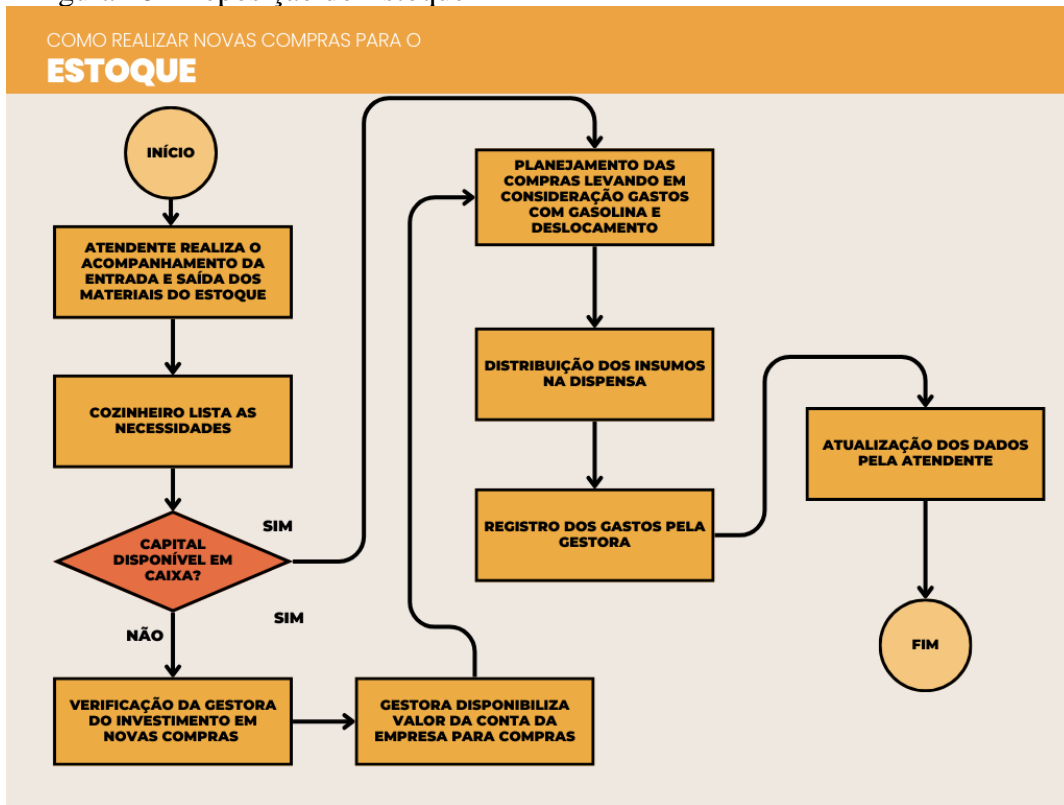 COMO REALIZAR NOVAS COMPRAS PARA O
ESTOQUE
INÍCIO
ATENDENTE REALIZA O
ACOMPANHAMENTO DA
ENTRADA E SAÍDA DOS
MATERIAIS DO ESTOQUE
COZINHEIRO LISTA AS
NECESSIDADES
CAPITAL
DISPONÍVEL EM
CAIXA?
SIM
SIM
NÃO
VERIFICAÇÃO DA GESTORA
DO INVESTIMENTO EM
NOVAS COMPRAS
GESTORA DISPONIBILIZA
VALOR DA CONTA DA
EMPRESA PARA COMPRAS
PLANEJAMENTO DAS
COMPRAS LEVANDO EM
CONSIDERAÇÃO GASTOS
COM GASOLINA E
DESLOCAMENTO
DISTRIBUIÇÃO DOS INSUMOS
NA DISPENSA
REGISTRO DOS GASTOS PELA
GESTORA
ATUALIZAÇÃO DOS DADOS
PELA ATENDENTE
FIM